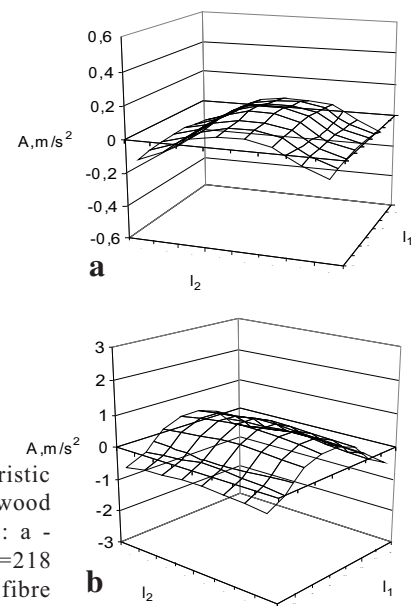 0,6
0,4
0,2
A,m/s²
0
-0,2
-0,4
-0,6
l₁
l₂
a
3
2
1
A,m/s²
0
-1
-2
-3
l₁
l₂
b
ristic
wood
: a -
=218
fibre